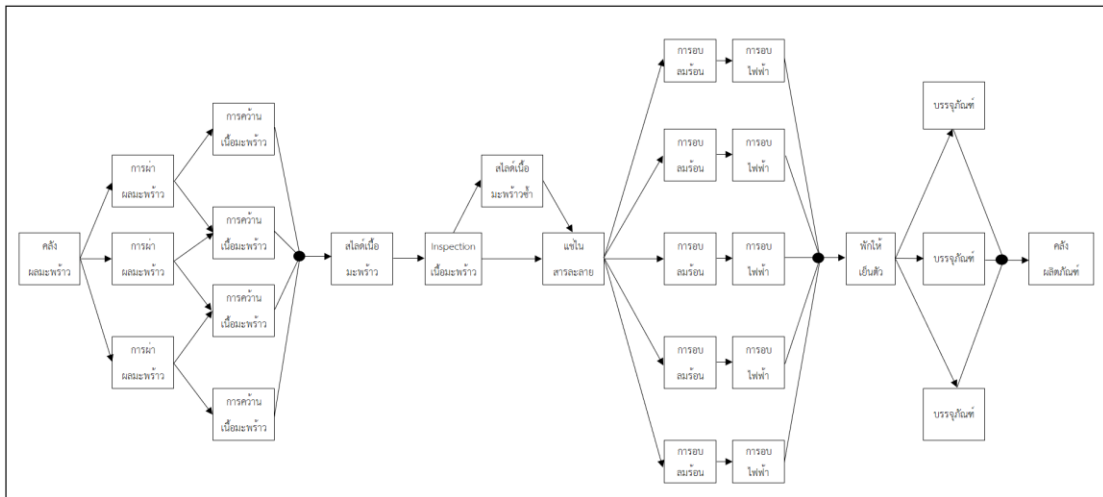 คลัง
ผลมะพร้าว
การผ่า
ผลมะพร้าว
การผ่า
ผลมะพร้าว
การผ่า
ผลมะพร้าว
การคว้าน
เนื้อมะพร้าว
การคว้าน
เนื้อมะพร้าว
การคว้าน
เนื้อมะพร้าว
การคว้าน
เนื้อมะพร้าว
สไลด์เนื้อ
มะพร้าว
Inspection
เนื้อมะพร้าว
สไลด์เนื้อ
มะพร้าวซ้ำ
แช่ใน
สารละลาย
การอบ
ลมร้อน
การอบ
ไฟฟ้า
การอบ
ลมร้อน
การอบ
ไฟฟ้า
การอบ
ลมร้อน
การอบ
ไฟฟ้า
การอบ
ลมร้อน
การอบ
ไฟฟ้า
การอบ
ลมร้อน
การอบ
ไฟฟ้า
พักให้
เย็นตัว
บรรจุภัณฑ์
บรรจุภัณฑ์
บรรจุภัณฑ์
คลัง
ผลิตภัณฑ์